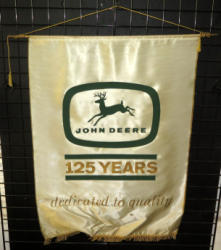 JOHN DEERE
125 YEARS
dedicated to quality